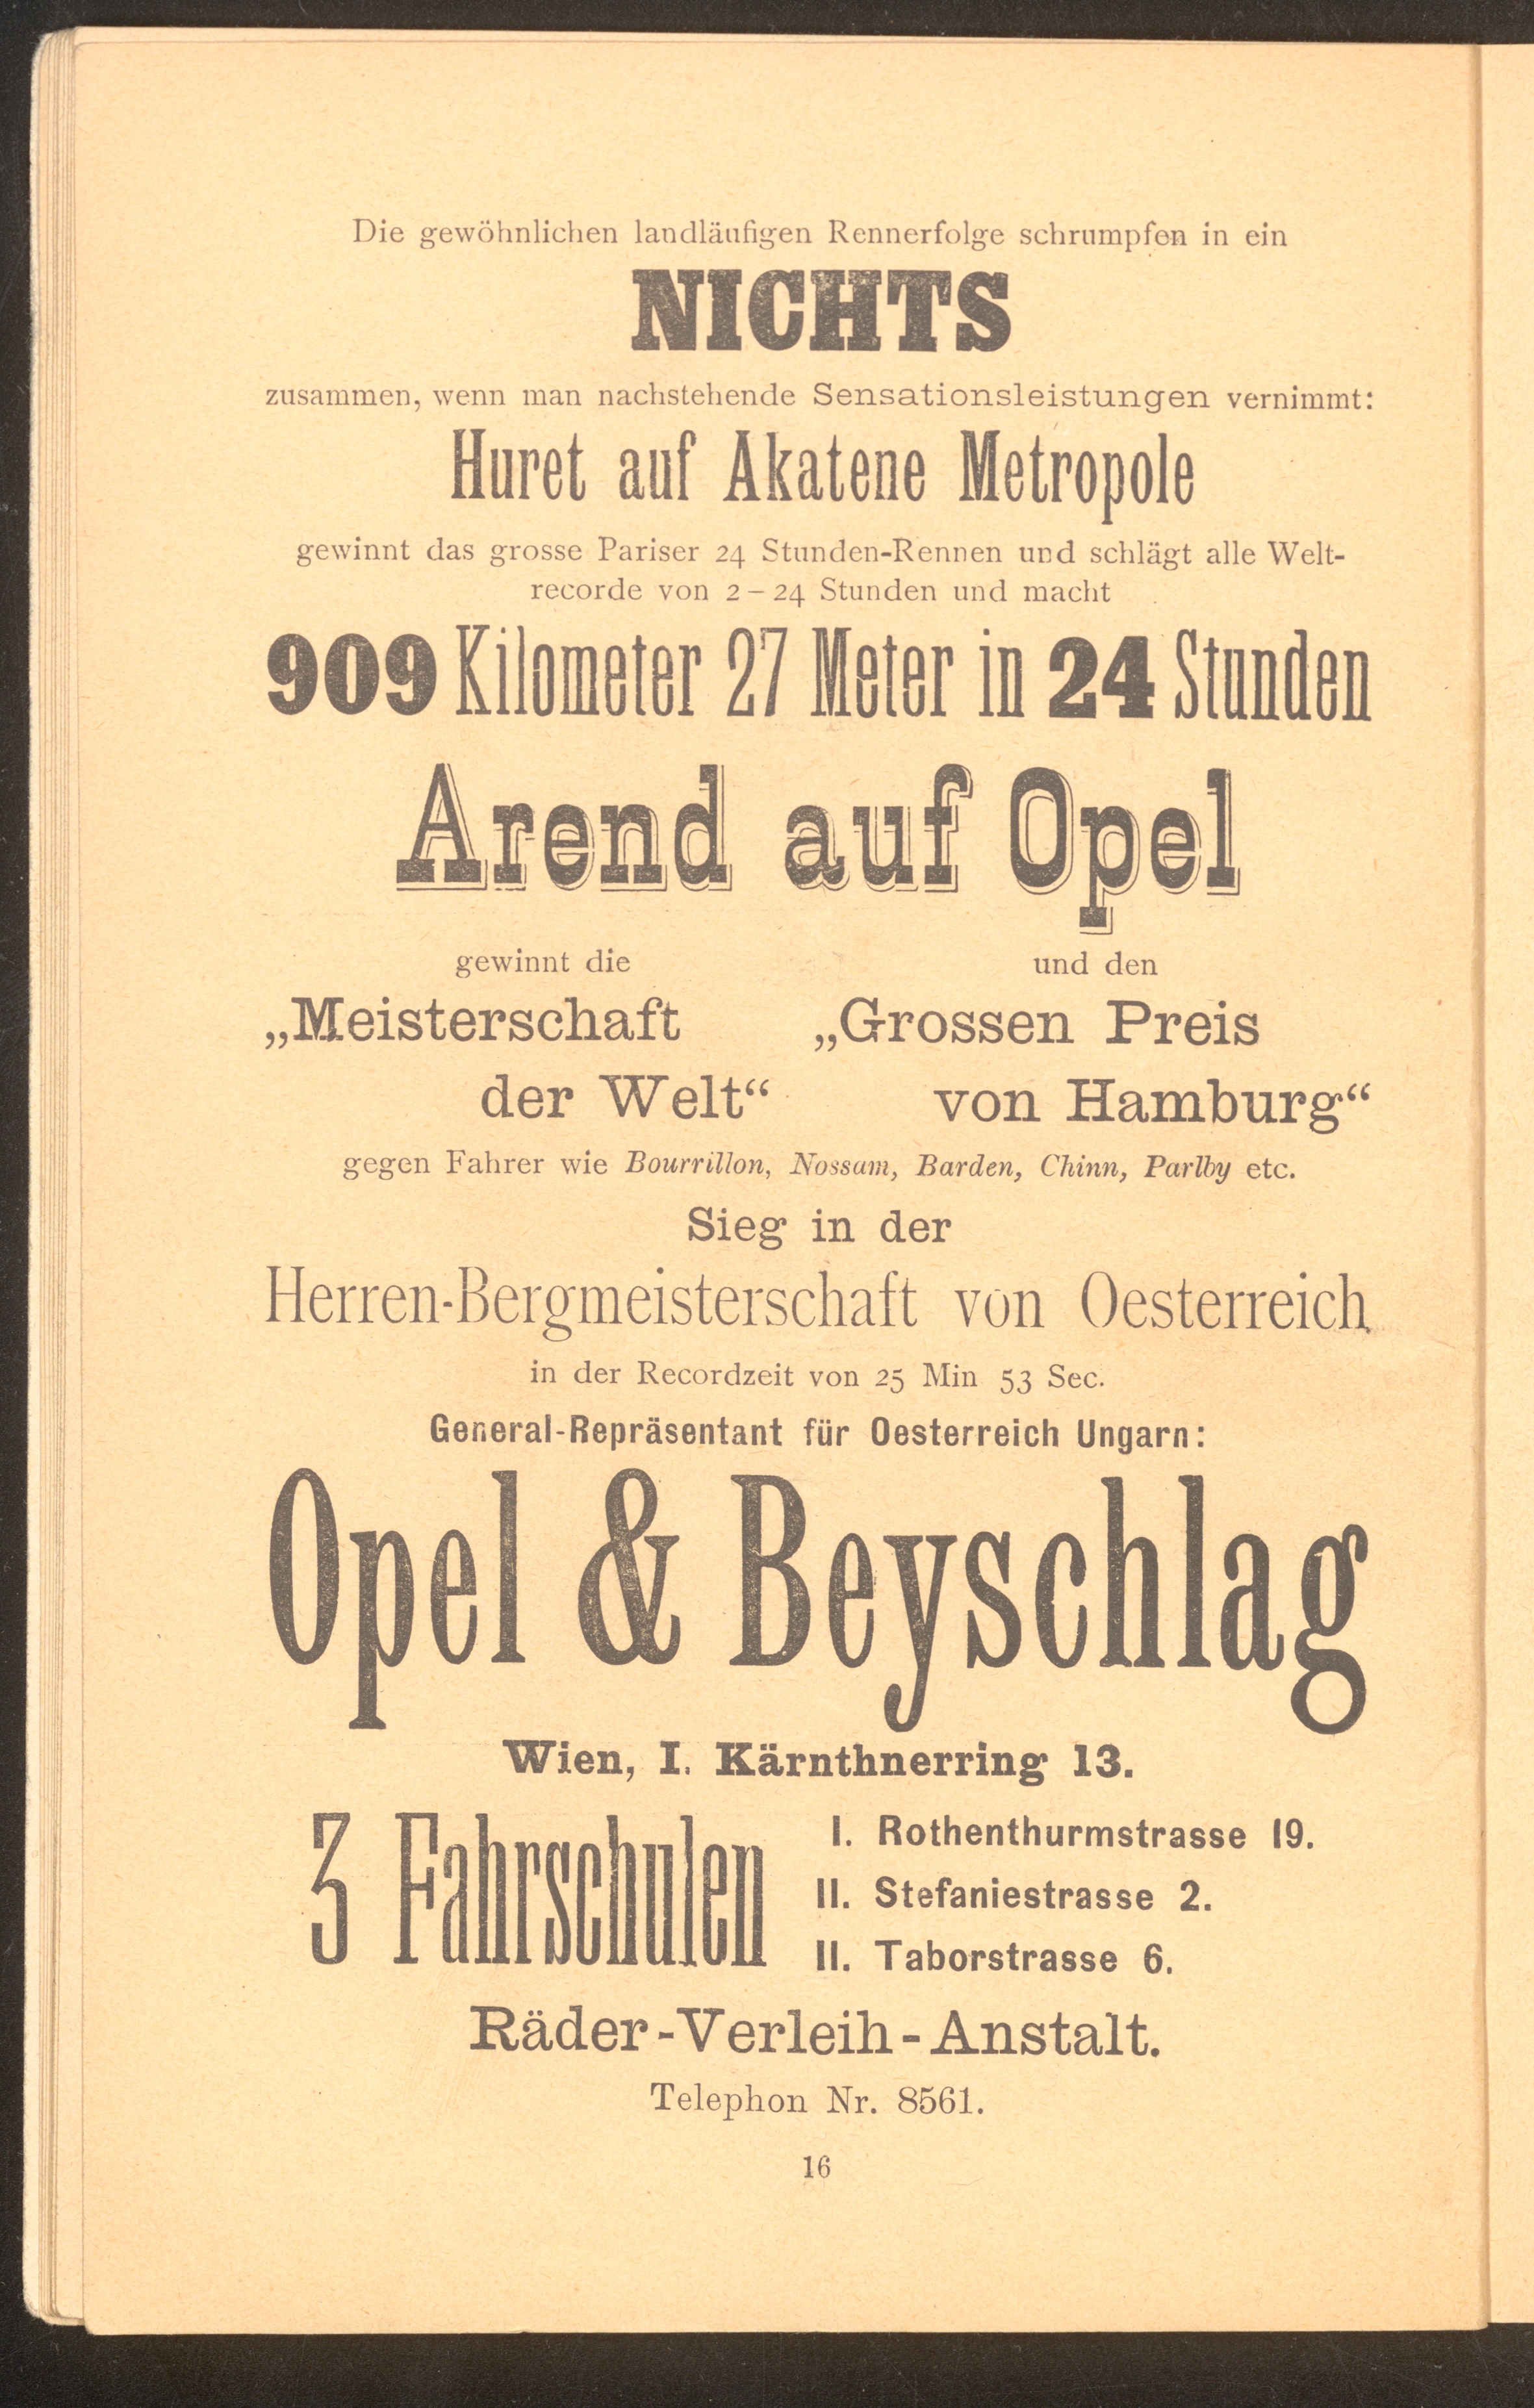 Die gewöhnlichen landläufigen Rennerfolge schrumpfen in ein
NICHTS
zusammen, wenn man nachstehende Sensationsleistungen vernimmt:
Huret auf Akatene Metropole
gewinnt das grosse Pariser 24 Stunden-Rennen und schlägt alle Welt-
recorde von 2 – 24 Stunden und macht
909 Kilometer 27 Meter in 24 Stunden
Arend auf Opel
gewinnt die
„Meisterschaft
der Welt“
und den
„Grossen Preis
von Hamburg“
gegen Fahrer wie Bourrillon, Nossam, Barden, Chinn, Parlby etc.
Sieg in der
Herren-Bergmeisterschaft von Oesterreich
in der Recordzeit von 25 Min 53 Sec.
General-Repräsentant für Oesterreich Ungarn:
Opel & Beyschlag
Wien, I. Kärnthnerring 13.
3 Fahrschulen
I. Rothenthurmstrasse 19.
II. Stefaniestrasse 2.
II. Taborstrasse 6.
Räder-Verleih-Anstalt.
Telephon Nr. 8561.
16